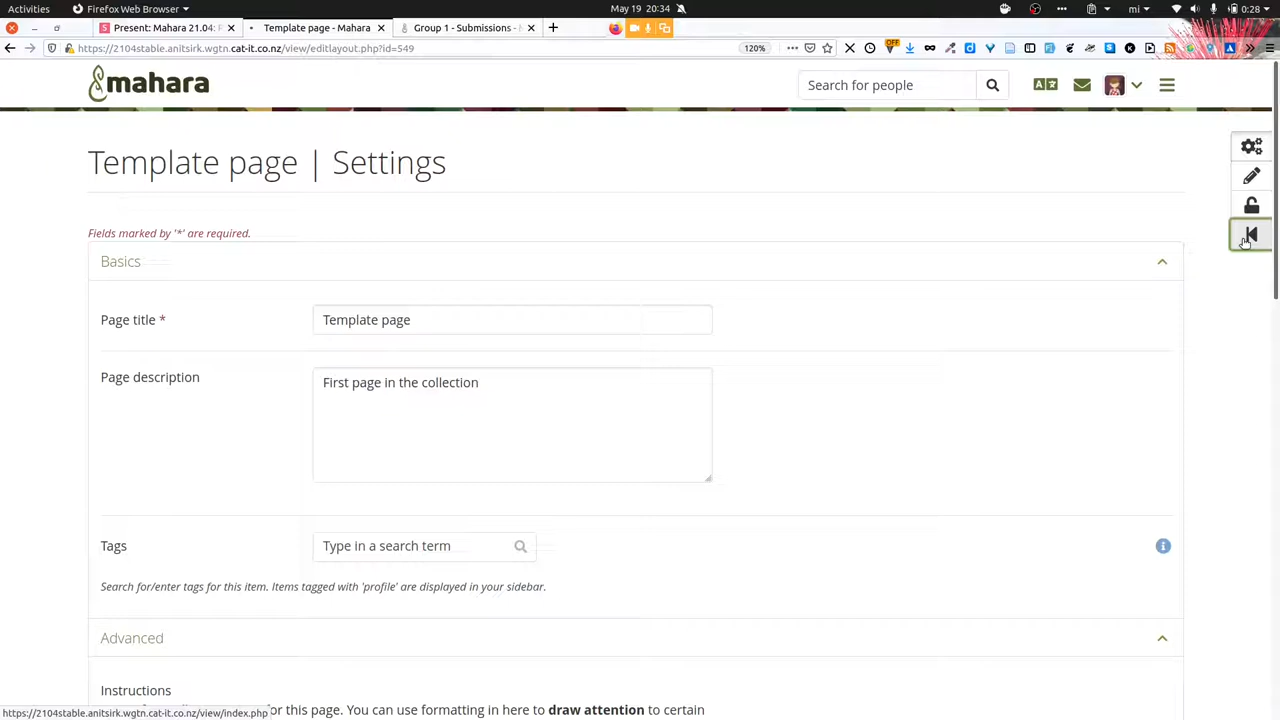 Activities Firefox Web Browser May 19 20:34 mi 0:28
Present: Mahara 21.04: F Template page - Mahara Group 1 - Submissions -
https://2104stable.anitsirk.wgtn.cat-it.co.nz/view/editlayout.php?id=549 120% OFF
mahara Search for people
Template page | Settings
Fields marked by '*' are required.
Basics
Page title * Template page
Page description First page in the collection
Tags Type in a search term
Search for/enter tags for this item. Items tagged with 'profile' are displayed in your sidebar.
Advanced
Instructions
for this page. You can use formatting in here to draw attention to certain
https://2104stable.anitsirk.wgtn.cat-it.co.nz/view/index.php